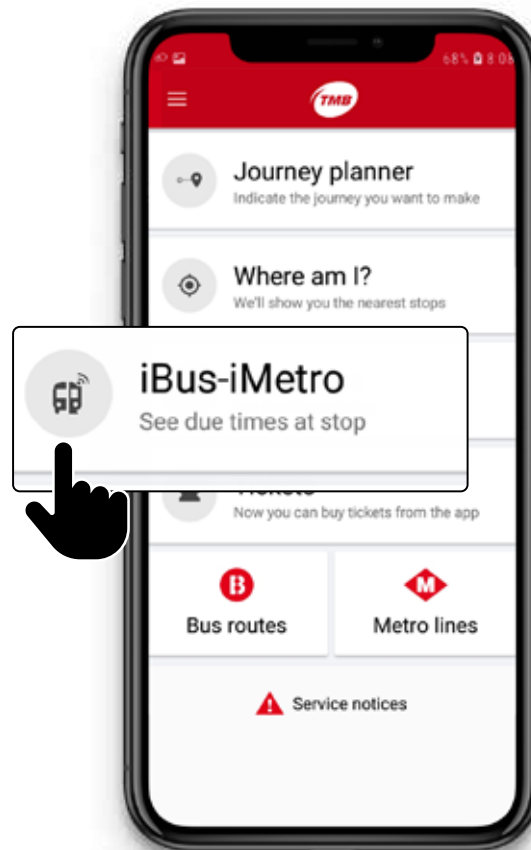 68% 8:08
TMB
Journey planner
Indicate the journey you want to make
Where am I?
We'll show you the nearest stops
iBus-iMetro
See due times at stop
Tickets
Now you can buy tickets from the app
B
M
Bus routes
Metro lines
Service notices